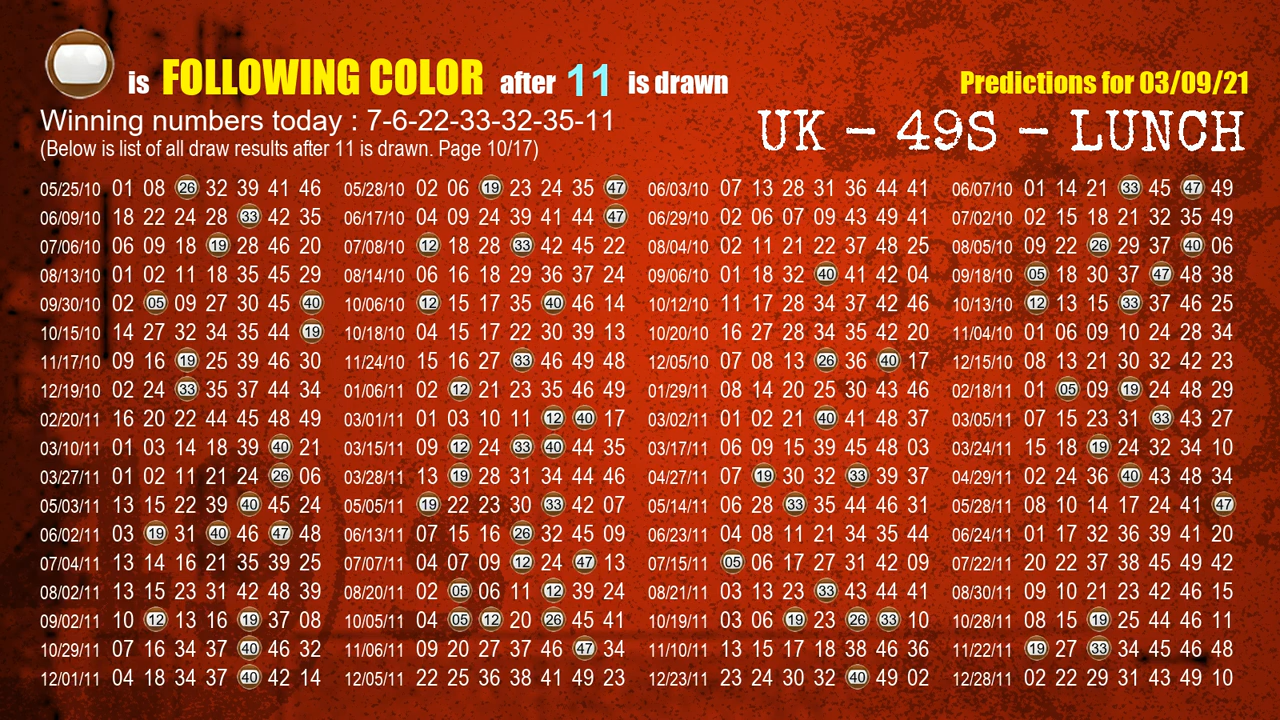 is FOLLOWING COLOR after 11 is drawn
Predictions for 03/09/21
Winning numbers today : 7-6-22-33-32-35-11
UK - 49S - LUNCH
(Below is list of all draw results after 11 is drawn. Page 10/17)
05/25/10 01 08 26 32 39 41 46 05/28/10 02 06 19 23 24 35 47 06/03/10 07 13 28 31 36 44 41 06/07/10 01 14 21 33 45 47 49
06/09/10 18 22 24 28 33 42 35 06/17/10 04 09 24 39 41 44 47 06/29/10 02 06 07 09 43 49 41 07/02/10 02 15 18 21 32 35 49
07/06/10 06 09 18 19 28 46 20 07/08/10 12 18 28 33 42 45 22 08/04/10 02 11 21 22 37 48 25 08/05/10 09 22 26 29 37 40 06
08/13/10 01 02 11 18 35 45 29 08/14/10 06 16 18 29 36 37 24 09/06/10 01 18 32 40 41 42 04 09/18/10 05 18 30 37 47 48 38
09/30/10 02 05 09 27 30 45 40 10/06/10 12 15 17 35 40 46 14 10/12/10 11 17 28 34 37 42 46 10/13/10 12 13 15 33 37 46 25
10/15/10 14 27 32 34 35 44 19 10/18/10 04 15 17 22 30 39 13 10/20/10 16 27 28 34 35 42 20 11/04/10 01 06 09 10 24 28 34
11/17/10 09 16 19 25 39 46 30 11/24/10 15 16 27 33 46 49 48 12/05/10 07 08 13 26 36 40 17 12/15/10 08 13 21 30 32 42 23
12/19/10 02 24 33 35 37 44 34 01/06/11 02 12 21 23 35 46 49 01/29/11 08 14 20 25 30 43 46 02/18/11 01 05 09 19 24 48 29
02/20/11 16 20 22 44 45 48 49 03/01/11 01 03 10 11 12 40 17 03/02/11 01 02 21 40 41 48 37 03/05/11 07 15 23 31 33 43 27
03/10/11 01 03 14 18 39 40 21 03/15/11 09 12 24 33 40 44 35 03/17/11 06 09 15 39 45 48 03 03/24/11 15 18 19 24 32 34 10
03/27/11 01 02 11 21 24 26 06 03/28/11 13 19 28 31 34 44 46 04/27/11 07 19 30 32 33 39 37 04/29/11 02 24 36 40 43 48 34
05/03/11 13 15 22 39 40 45 24 05/05/11 19 22 23 30 33 42 07 05/14/11 06 28 33 35 44 46 31 05/28/11 08 10 14 17 24 41 47
06/02/11 03 19 31 40 46 47 48 06/13/11 07 15 16 26 32 45 09 06/23/11 04 08 11 21 34 35 44 06/24/11 01 17 32 36 39 41 20
07/04/11 13 14 16 21 35 39 25 07/07/11 04 07 09 12 24 47 13 07/15/11 05 06 17 27 31 42 09 07/22/11 20 22 37 38 45 49 42
08/02/11 13 15 23 31 42 48 39 08/20/11 02 05 06 11 12 39 24 08/21/11 03 13 23 33 43 44 41 08/30/11 09 10 21 23 42 46 15
09/02/11 10 12 13 16 19 37 08 10/05/11 04 05 12 20 26 45 41 10/19/11 03 06 19 23 26 33 10 10/28/11 08 15 19 25 44 46 11
10/29/11 07 16 34 37 40 46 32 11/06/11 09 20 27 37 46 47 34 11/10/11 13 15 17 18 38 46 36 11/22/11 19 27 33 34 45 46 48
12/01/11 04 18 34 37 40 42 14 12/05/11 22 25 36 38 41 49 23 12/23/11 23 24 30 32 40 49 02 12/28/11 02 22 29 31 43 49 10